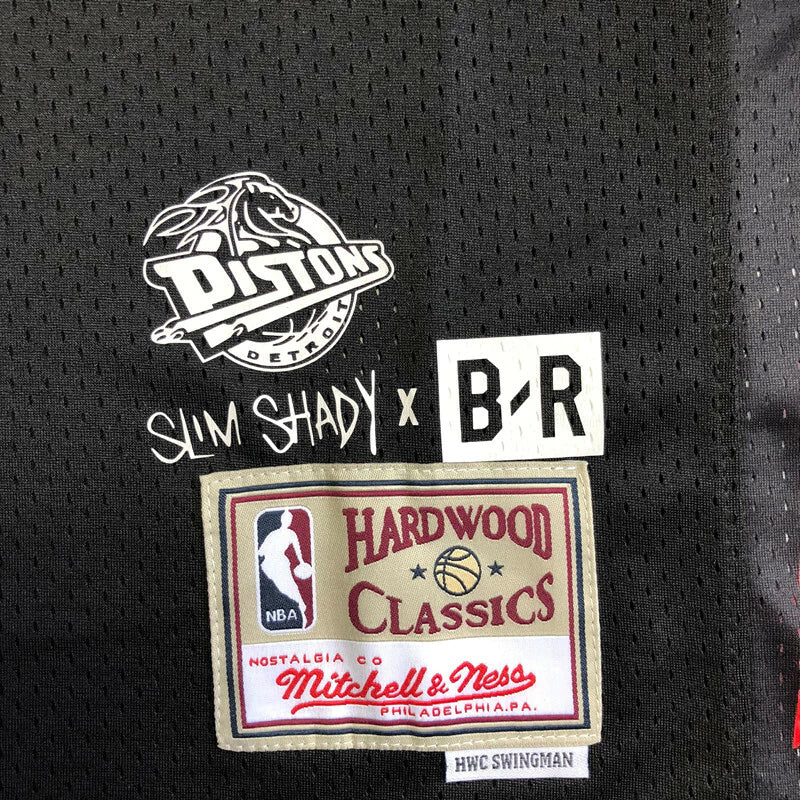 PISTONS
DETROIT
SLIM SHADY X B-R
HARDWOOD
CLASSICS
NBA
NOSTALGIA CO
Mitchell & Ness
PHILADELPHIA.PA.
HWC SWINGMAN